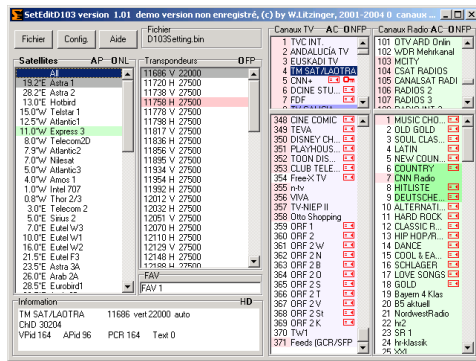 SetEditD103 version 1.01 demo version non enregistré, (c) by W.Litzinger, 2001-2004 0 canaux
Fichier Config. Aide
Fichier
D103Setting.bin
Satellites AP ONL
All
19.2°E Astra 1
28.2°E Astra 2
13.0°E Hotbird
15.0°W Telstar 1
12.5°W Atlantic1
11.0°W Express 3
8.0°W Telecom2D
7.9°W Atlantic2
7.0°W Nilesat
5.0°W Atlantic3
4.0°W Amos 1
1.0°W Intel 707
0.8°W Thor 2/3
3.0°E Telecom 2
5.0°E Sirius 2
7.0°E Eutel W3
10.0°E Eutel W1
16.0°E Eutel W2
21.5°E Eutel F3
23.5°E Astra 3A
26.0°E Arab 2A
28.5°E Eurobird1
Transpondeurs OFP
11686 V 22000
11720 H 27500
11738 V 27500
11758 H 27500
11778 V 27500
11798 H 27500
11817 V 27500
11836 H 27500
11856 V 27500
11895 V 27500
11934 V 27500
11954 H 27500
11992 H 27500
12012 V 27500
12032 H 27500
12051 V 27500
12070 H 27500
12110 H 27500
12129 V 27500
12148 H 27500
12168 V 27500
12188 H 27500
FAV
FAV 1
Canaux TV AC ONFP
1 TVC INT.
2 ANDALUCÍA TV
3 EUSKADI TV
4 TM SAT/LAOTRA
5 CNN+
6 DCINE STU...
7 FDF
348 CINE COMIC
349 TEVA
350 DISNEY CH...
351 PLAYHOUS...
352 TOON DIS...
353 CLUB TELE...
354 Free-X TV
355 n-tv
356 VIVA
357 TV-NIEP II
358 Otto Shopping
359 ORF 1
360 ORF 2
361 ORF 2 W
362 ORF 2 N
363 ORF 2 B
364 ORF 2 O
365 ORF 2 S
366 ORF 2 T
367 ORF 2 V
368 ORF 2 St
369 ORF 2 K
370 TW1
371 Feeds (GCR/SFP
Canaux Radio AC ONFP
101 OTV ARD Onlin
102 WDR Mehrkanal
103 MCITY
104 CSAT RADIOS
105 CANALSAT RADI
106 RADIOS 2
107 RADIOS 3
1 MUSIC CHO...
2 OLD GOLD
3 SOUL CLAS...
4 LATIN
5 NEW COUN...
6 COUNTRY
7 CNN Radio
8 HITLISTE
9 DEUTSCHE...
10 ALTERNATI...
11 HARD ROCK
12 CLASSIC R...
13 HIP HOP/R...
14 DANCE
15 COOL & EA...
16 SCHLAGER
17 LOVE SONGS
18 GOLD
19 Bayern 4 Klas
20 B5 aktuell
21 NordwestRadio
22 hr2
23 SR 1
24 hr-klassik
25 XXL
Information HD
TM SAT/LAOTRA 11686 vert 22000 auto
ChID 30204
VPid 164 APid 96 PCR 164 Text 0